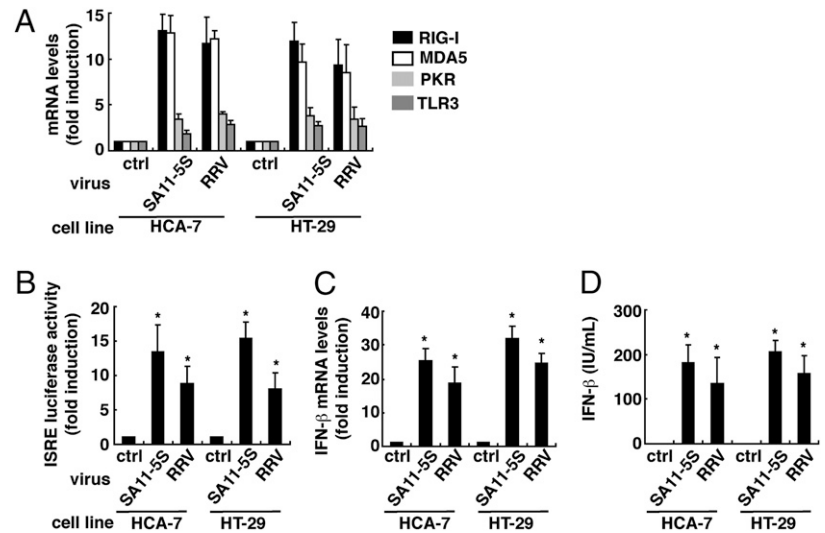 A
mRNA levels
(fold induction)
15
10
5
0
RIG-I
MDA5
PKR
TLR3
ctrl SA11-5S RRV ctrl SA11-5S RRV
virus
cell line HCA-7 HT-29
B
ISRE luciferase activity
(fold induction)
20
15
10
5
0
* * * *
ctrl SA11-5S RRV ctrl SA11-5S RRV
virus
cell line HCA-7 HT-29
C
IFN-β mRNA levels
(fold induction)
40
30
20
10
0
* * * *
ctrl SA11-5S RRV ctrl SA11-5S RRV
HCA-7 HT-29
D
IFN-β (IU/mL)
300
200
100
0
* * * *
ctrl SA11-5S RRV ctrl SA11-5S RRV
HCA-7 HT-29